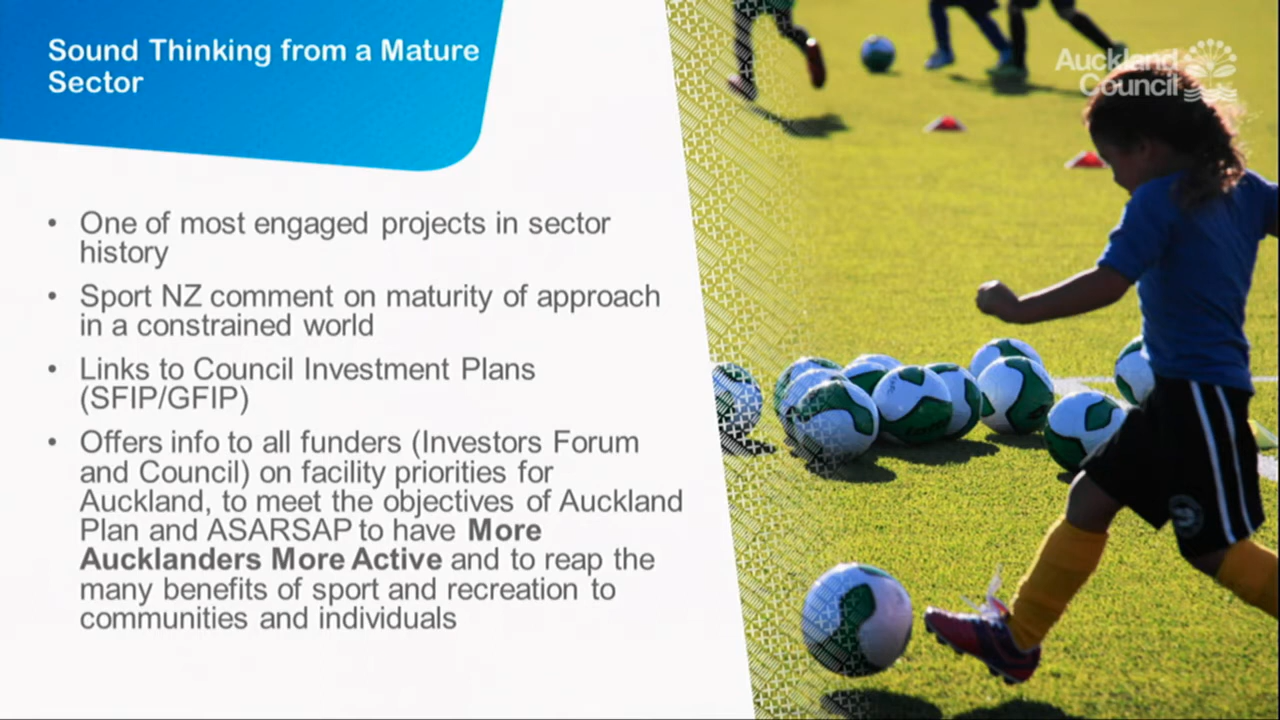 Sound Thinking from a Mature
Sector
Auckland
Council
• One of most engaged projects in sector
history
• Sport NZ comment on maturity of approach
in a constrained world
• Links to Council Investment Plans
(SFIP/GFIP)
• Offers info to all funders (Investors Forum
and Council) on facility priorities for
Auckland, to meet the objectives of Auckland
Plan and ASARSAP to have More
Aucklanders More Active and to reap the
many benefits of sport and recreation to
communities and individuals